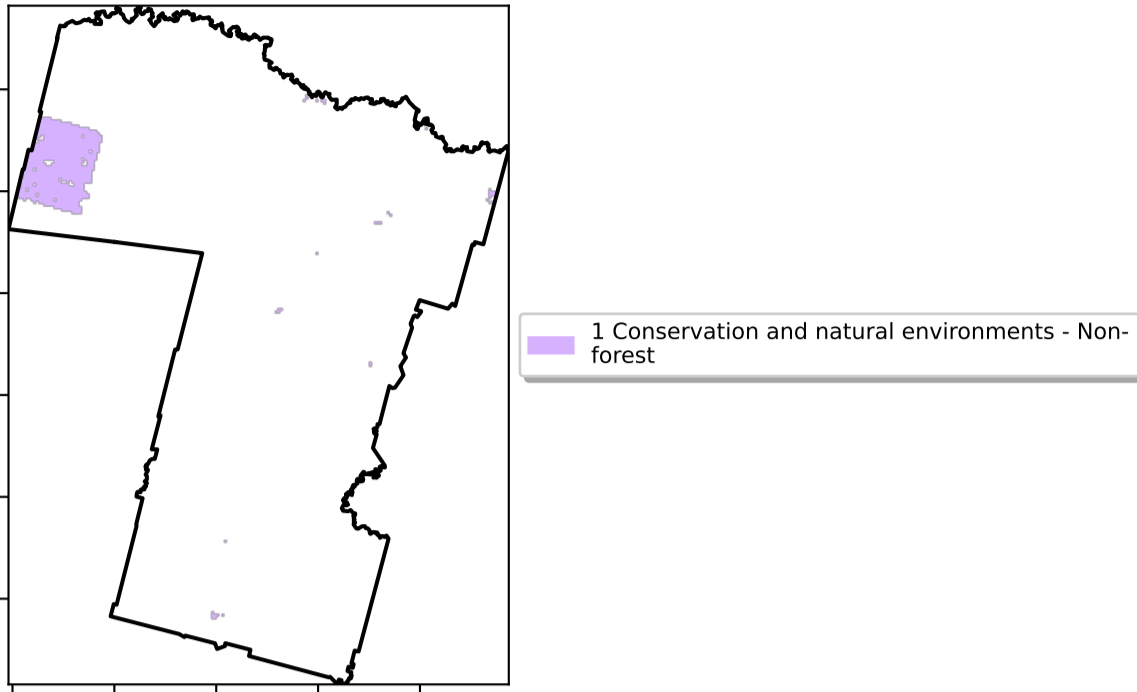 1 Conservation and natural environments - Non-
forest